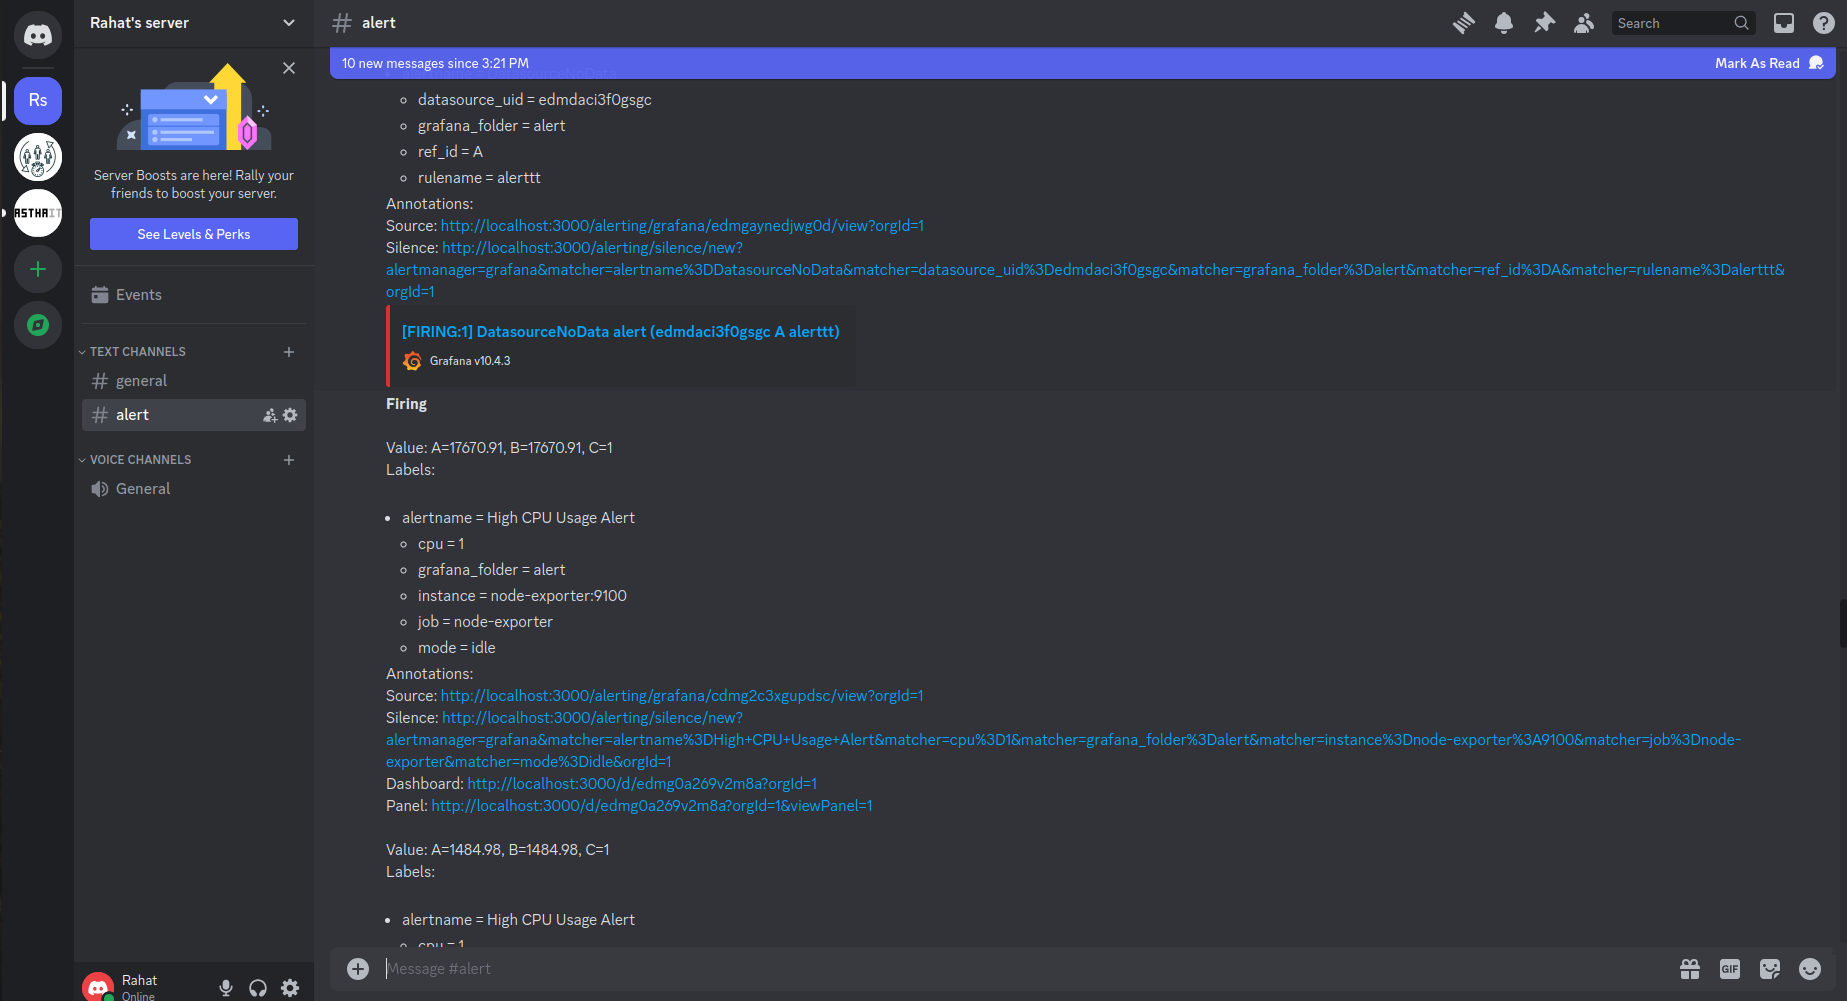 Rahat's server
# alert
Search
10 new messages since 3:21 PM
Mark As Read
Rs
ASTHAIT
Server Boosts are here! Rally your
friends to boost your server.
See Levels & Perks
Events
TEXT CHANNELS
general
alert
VOICE CHANNELS
General
Rahat
Online
alertname = DatasourceNoData
datasource_uid = edmdaci3f0gsgc
grafana_folder = alert
ref_id = A
rulename = alerttt
Annotations:
Source: http://localhost:3000/alerting/grafana/edmgaynedjwg0d/view?orgId=1
Silence: http://localhost:3000/alerting/silence/new?
alertmanager=grafana&matcher=alertname%3DDatasourceNoData&matcher=datasource_uid%3Dedmdaci3f0gsgc&matcher=grafana_folder%3Dalert&matcher=ref_id%3DA&matcher=rulename%3Dalerttt&
orgId=1
[FIRING:1] DatasourceNoData alert (edmdaci3f0gsgc A alerttt)
Grafana v10.4.3
Firing
Value: A=17670.91, B=17670.91, C=1
Labels:
alertname = High CPU Usage Alert
cpu = 1
grafana_folder = alert
instance = node-exporter:9100
job = node-exporter
mode = idle
Annotations:
Source: http://localhost:3000/alerting/grafana/cdmg2c3xgupdsc/view?orgId=1
Silence: http://localhost:3000/alerting/silence/new?
alertmanager=grafana&matcher=alertname%3DHigh+CPU+Usage+Alert&matcher=cpu%3D1&matcher=grafana_folder%3Dalert&matcher=instance%3Dnode-exporter%3A9100&matcher=job%3Dnode-
exporter&matcher=mode%3Didle&orgId=1
Dashboard: http://localhost:3000/d/edmg0a269v2m8a?orgId=1
Panel: http://localhost:3000/d/edmg0a269v2m8a?orgId=1&viewPanel=1
Value: A=1484.98, B=1484.98, C=1
Labels:
alertname = High CPU Usage Alert
cpu = 1
Message #alert
GIF